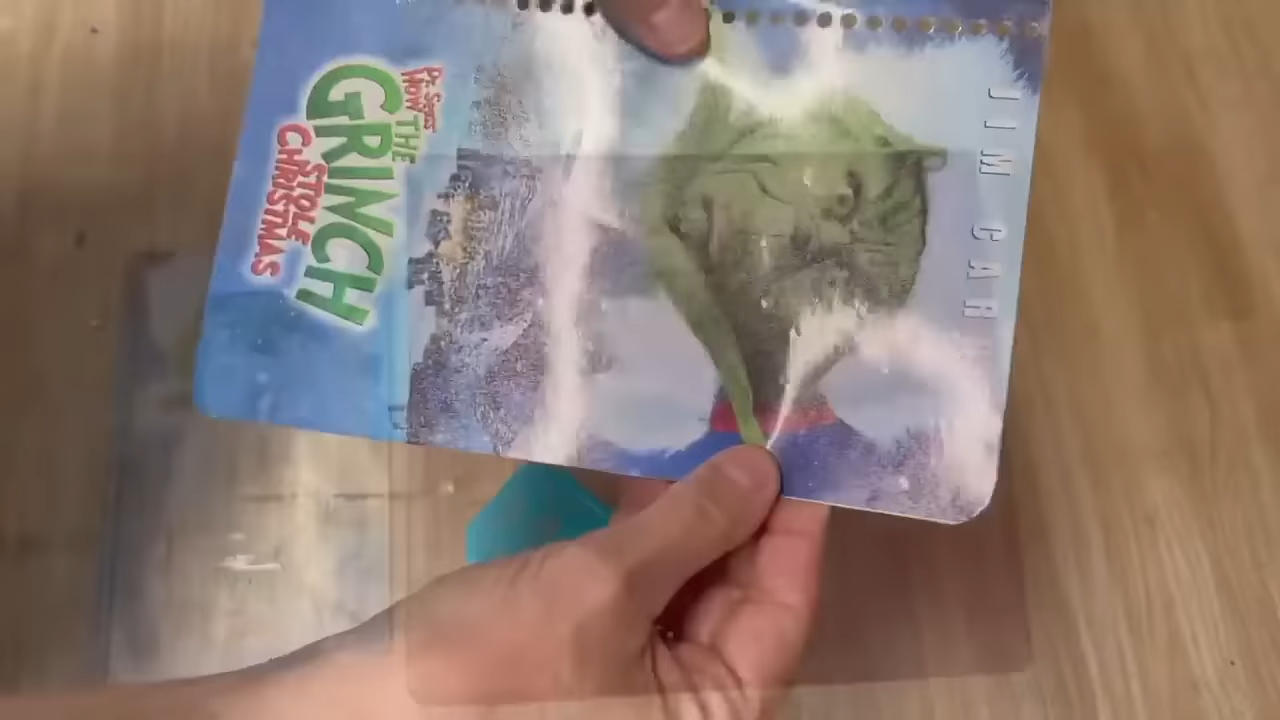 JIM CAR
Dr. Seuss'
HOW THE
GRINCH
STOLE
CHRISTMAS